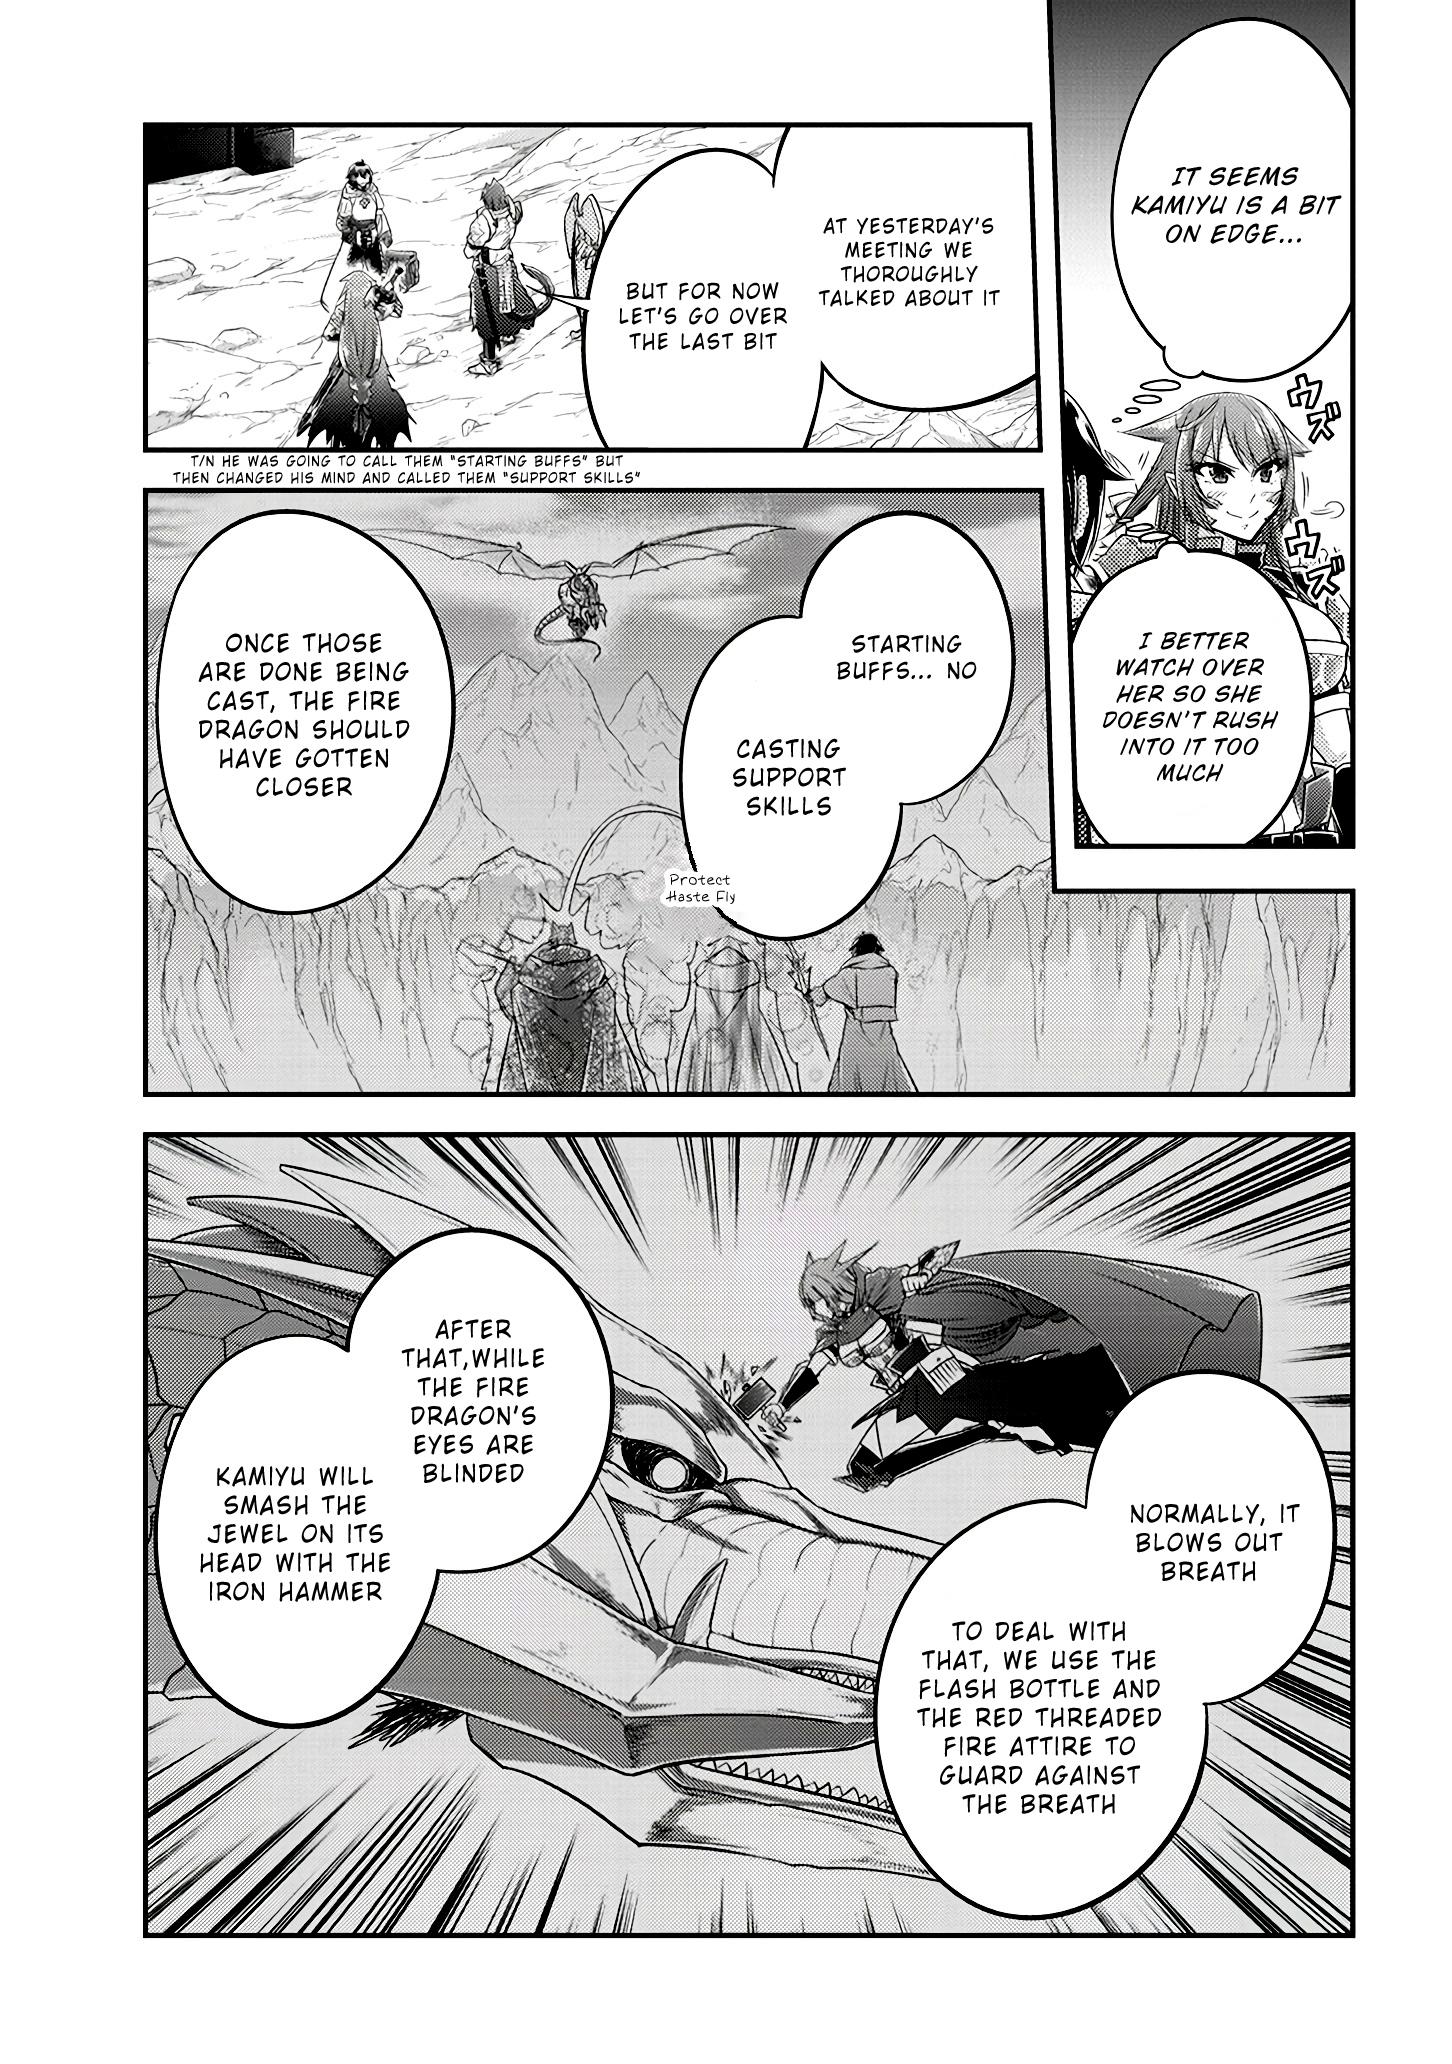 IT SEEMS
KAMIYU IS A BIT
ON EDGE...
ウズ
ウズ
I BETTER
WATCH OVER
HER SO SHE
DOESN'T RUSH
INTO IT TOO
MUCH
AT YESTERDAY'S
MEETING WE
THOROUGHLY
TALKED ABOUT IT
BUT FOR NOW
LET'S GO OVER
THE LAST BIT
T/N HE WAS GOING TO CALL THEM "STARTING BUFFS" BUT
THEN CHANGED HIS MIND AND CALLED THEM "SUPPORT SKILLS"
STARTING
BUFFS... NO
CASTING
SUPPORT
SKILLS
Protect
Haste Fly
ONCE THOSE
ARE DONE BEING
CAST, THE FIRE
DRAGON SHOULD
HAVE GOTTEN
CLOSER
NORMALLY, IT
BLOWS OUT
BREATH
TO DEAL WITH
THAT, WE USE THE
FLASH BOTTLE AND
THE RED THREADED
FIRE ATTIRE TO
GUARD AGAINST
THE BREATH
AFTER
THAT,WHILE
THE FIRE
DRAGON'S
EYES ARE
BLINDED
KAMIYU WILL
SMASH THE
JEWEL ON ITS
HEAD WITH THE
IRON HAMMER